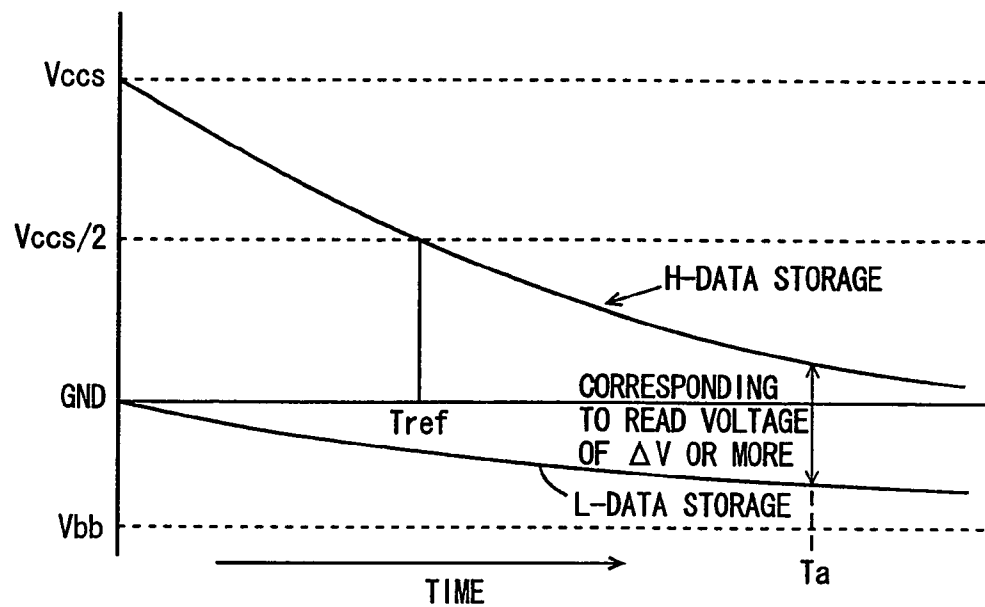 Vccs
Vccs/2
H-DATA STORAGE
GND
Tref
CORRESPONDING
TO READ VOLTAGE
OF ΔV OR MORE
L-DATA STORAGE
Vbb
Ta
TIME